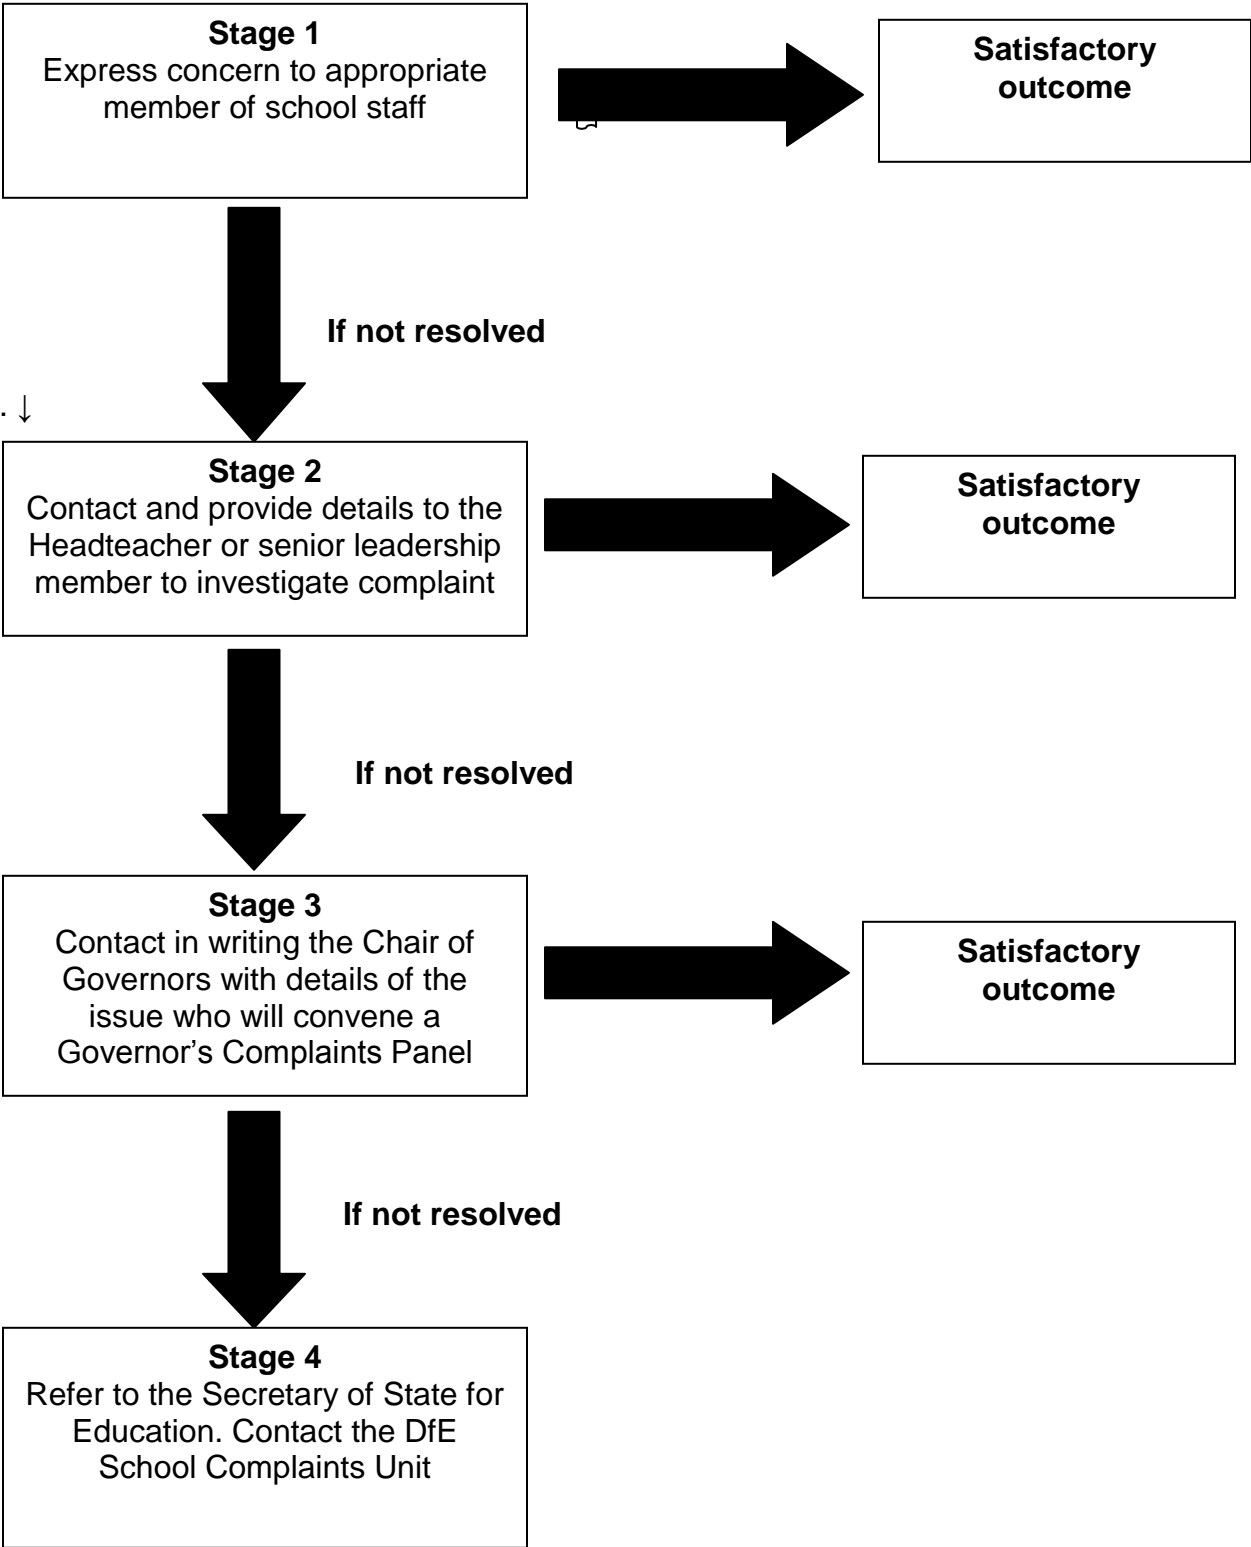 Stage 1
Express concern to appropriate
member of school staff
Satisfactory
outcome
If not resolved
. ↓
Stage 2
Contact and provide details to the
Headteacher or senior leadership
member to investigate complaint
Satisfactory
outcome
If not resolved
Stage 3
Contact in writing the Chair of
Governors with details of the
issue who will convene a
Governor’s Complaints Panel
Satisfactory
outcome
If not resolved
Stage 4
Refer to the Secretary of State for
Education. Contact the DfE
School Complaints Unit